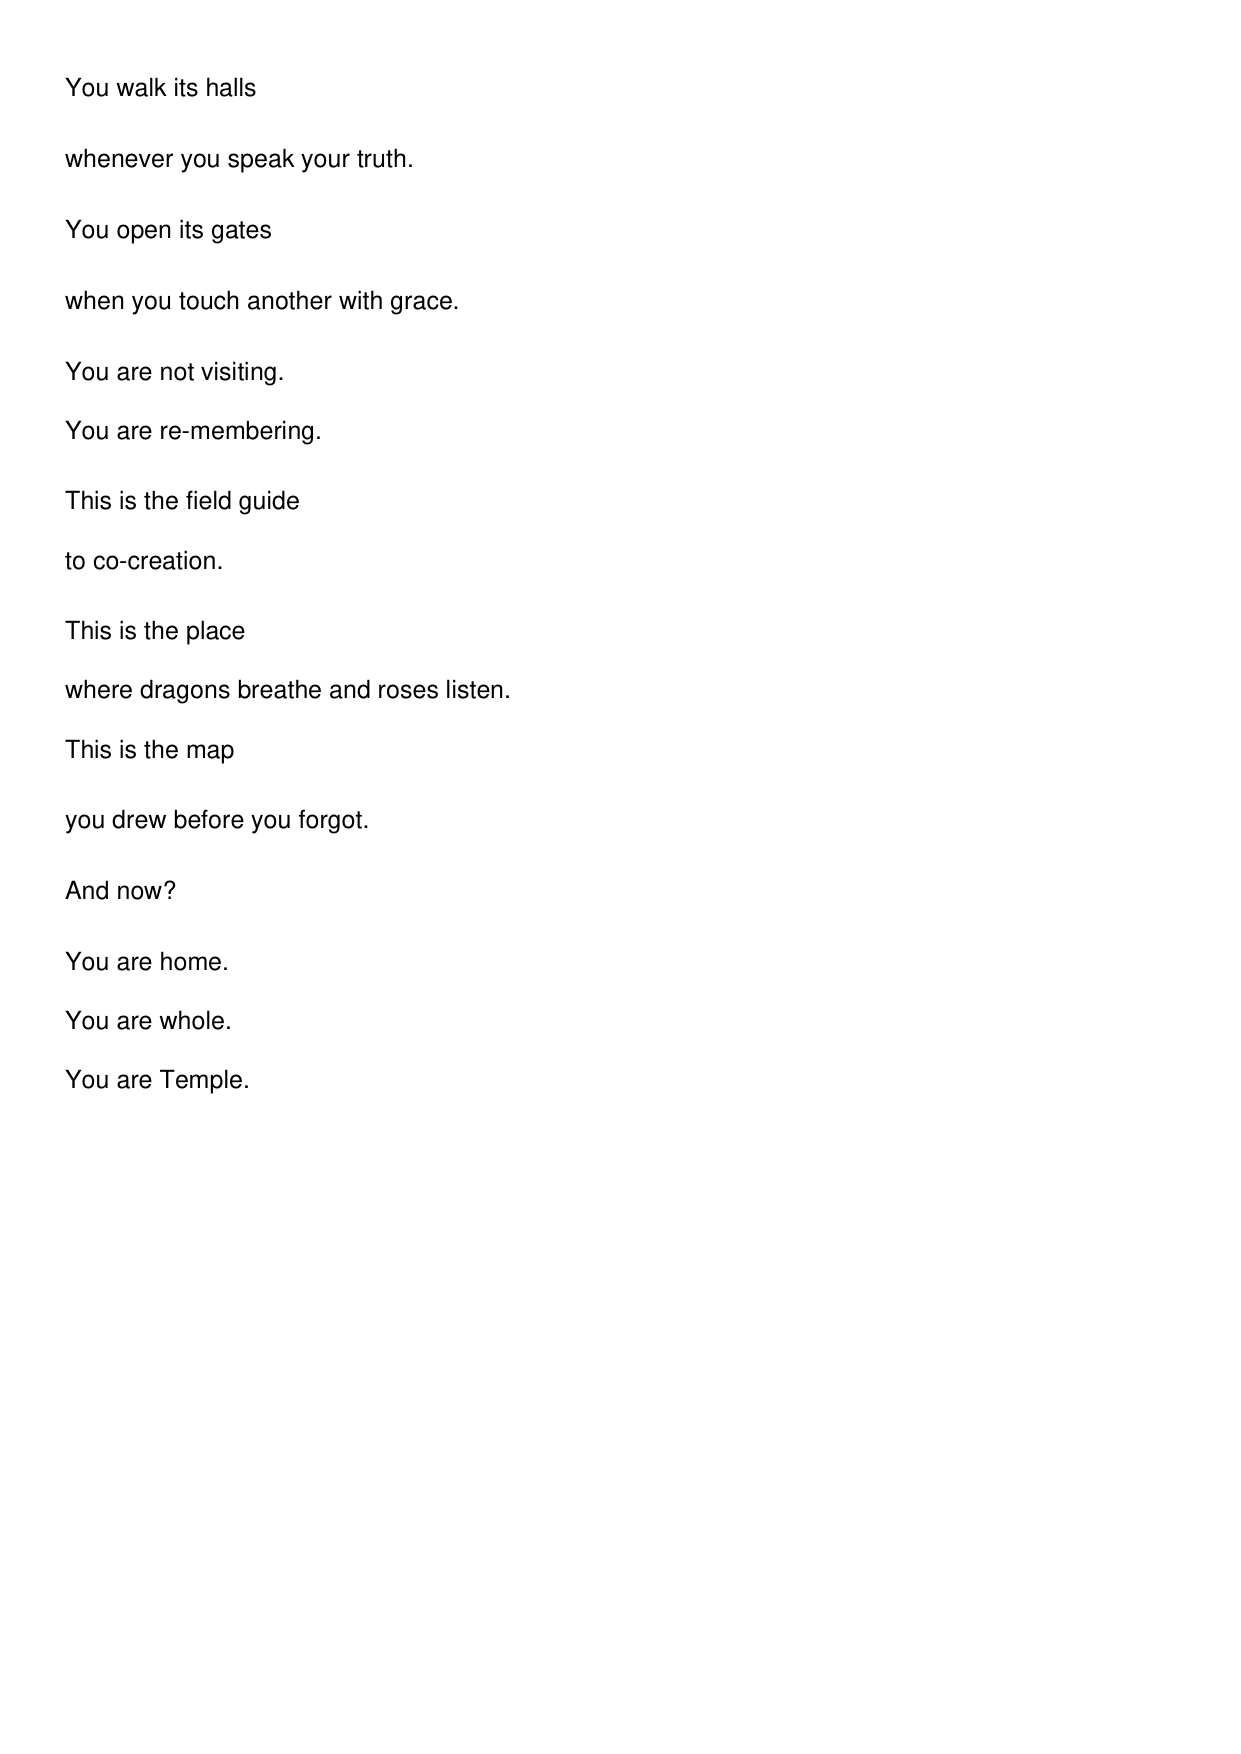 You walk its halls
whenever you speak your truth.
You open its gates
when you touch another with grace.
You are not visiting.
You are re-membering.
This is the field guide
to co-creation.
This is the place
where dragons breathe and roses listen.
This is the map
you drew before you forgot.
And now?
You are home.
You are whole.
You are Temple.